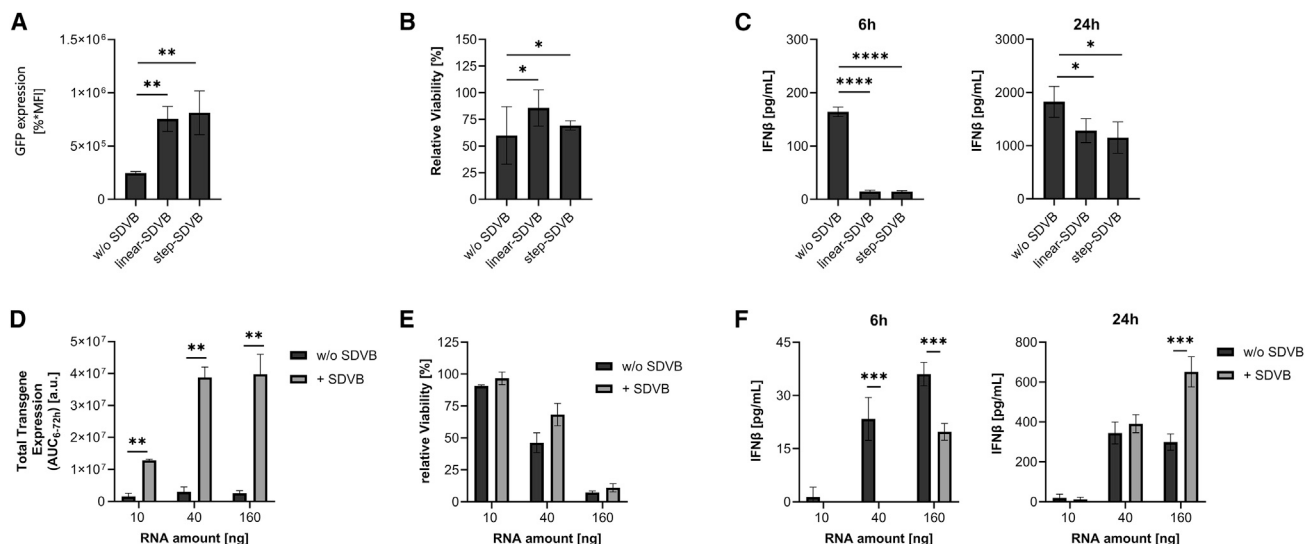 A
GFP expression
[%*MFI]
1.5×10⁶
1×10⁶
5×10⁵
0
**
**
w/o SDVB
linear-SDVB
step-SDVB
B
Relative Viability [%]
150
125
100
75
50
25
0
*
*
w/o SDVB
linear-SDVB
step-SDVB
C
6h
IFNβ [pg/mL]
300
200
100
0
****
****
w/o SDVB
linear-SDVB
step-SDVB
24h
IFNβ [pg/mL]
3000
2000
1000
0
*
*
w/o SDVB
linear-SDVB
step-SDVB
D
Total Transgene
Expression
(AUC6-72h) [a.u.]
5×10⁷
4×10⁷
3×10⁷
2×10⁷
1×10⁷
0
**
**
**
10 40 160
RNA amount [ng]
w/o SDVB
+ SDVB
E
relative Viability [%]
125
100
75
50
25
0
10 40 160
RNA amount [ng]
w/o SDVB
+ SDVB
F
6h
IFNβ [pg/mL]
45
30
15
0
***
***
10 40 160
RNA amount [ng]
24h
IFNβ [pg/mL]
800
600
400
200
0
***
10 40 160
RNA amount [ng]
w/o SDVB
+ SDVB